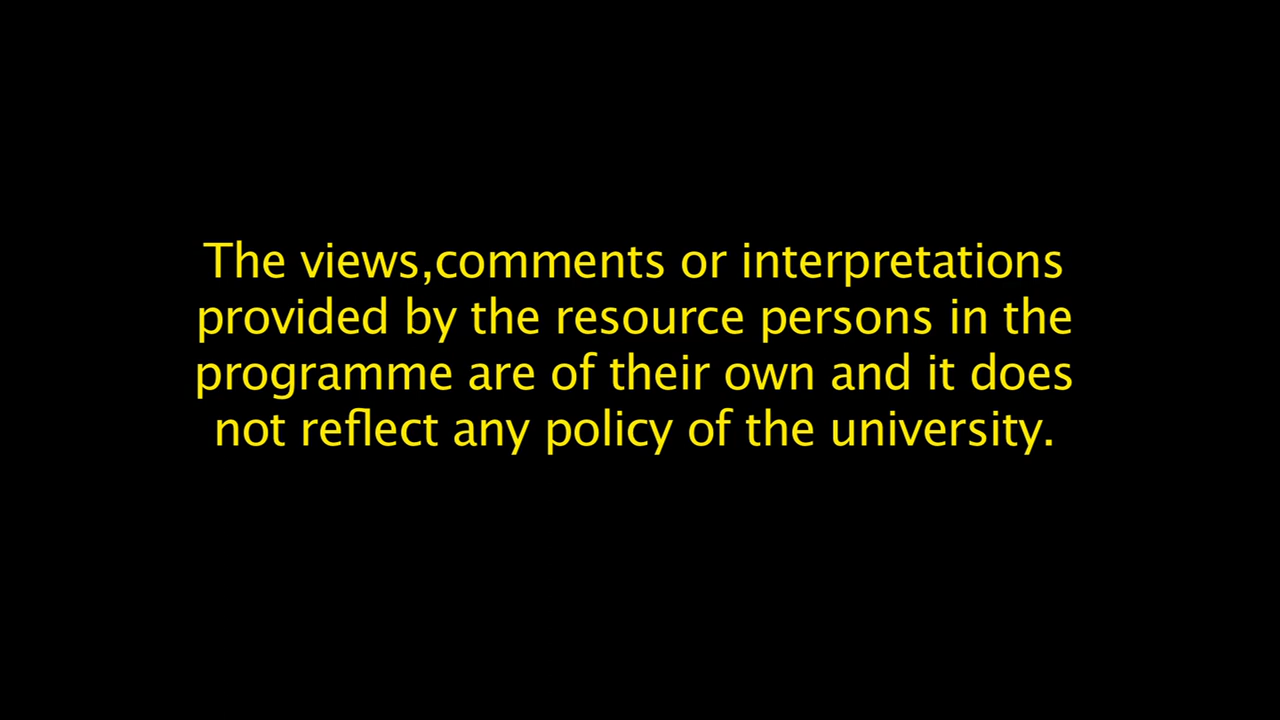 The views,comments or interpretations
provided by the resource persons in the
programme are of their own and it does
not reflect any policy of the university.